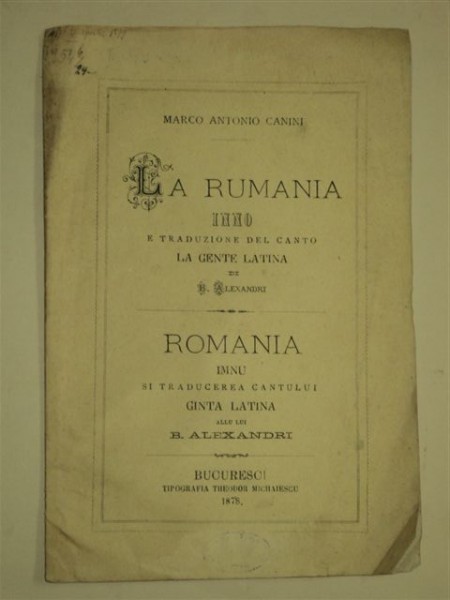 24.-
MARCO ANTONIO CANINI
LA RUMANIA
INNO
E TRADUZIONE DEL CANTO
LA GENTE LATINA
DI
B. ALEXANDRI
ROMANIA
IMNU
SI TRADUCEREA CANTULUI
GINTA LATINA
ALLU LUI
B. ALEXANDRI
BUCURESCI
TIPOGRAFIA THEODOR MICHAIESCU
1878.